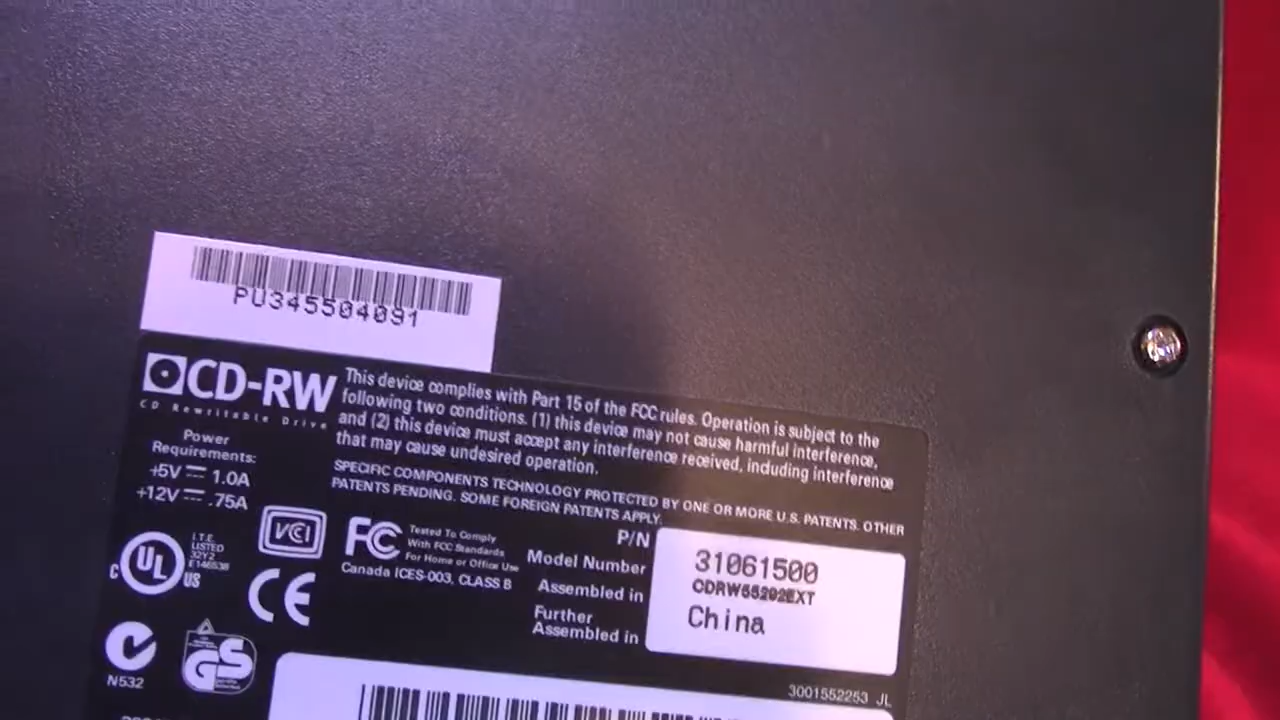 PU345504091
CD-RW
CD Rewritable Drive
This device complies with Part 15 of the FCC rules. Operation is subject to the
following two conditions. (1) this device may not cause harmful interference,
and (2) this device must accept any interference received, including interference
that may cause undesired operation.
SPECIFIC COMPONENTS TECHNOLOGY PROTECTED BY ONE OR MORE U.S. PATENTS. OTHER
PATENTS PENDING. SOME FOREIGN PATENTS APPLY.
Power
Requirements:
+5V 1.0A
+12V .75A
C UL US
I.T.E.
LISTED
32Y2
E146538
VCI
FC
Tested To Comply
With FCC Standards
For Home or Office Use
Canada ICES-003, CLASS B
CE
N532
GS
P/N 31061500
Model Number CDRW55202EXT
Assembled in China
Further
Assembled in
3001552253 JL